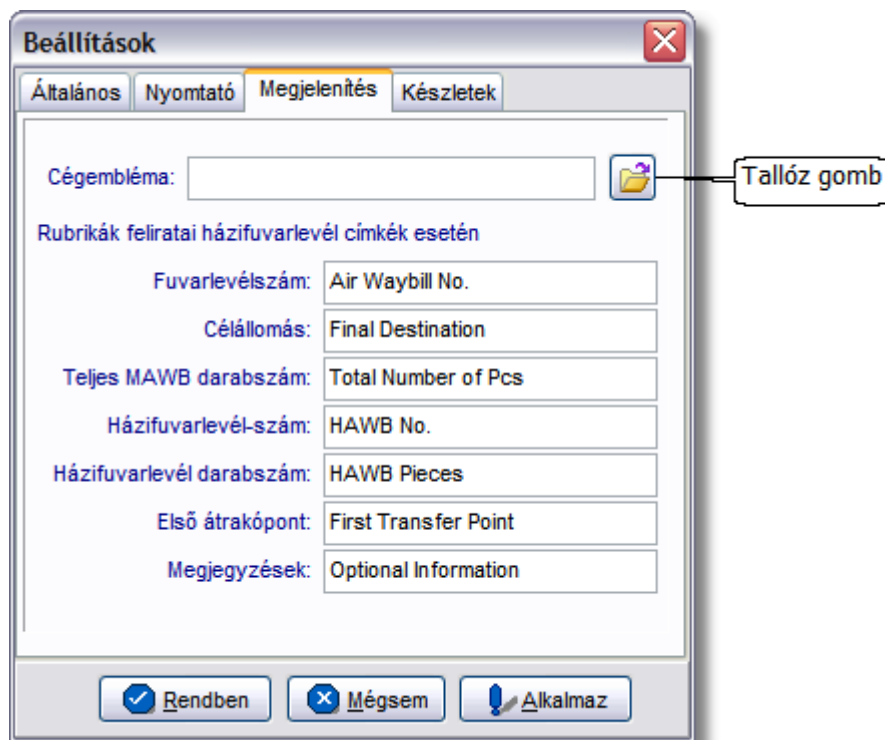 Beállítások
Általános Nyomtató Megjelenítés Készletek
Cégembléma:
Tallóz gomb
Rubrikák feliratai házifuvarlevél címkék esetén
Fuvarlevélszám: Air Waybill No.
Célállomás: Final Destination
Teljes MAWB darabszám: Total Number of Pcs
Házifuvarlevél-szám: HAWB No.
Házifuvarlevél darabszám: HAWB Pieces
Első átrakópont: First Transfer Point
Megjegyzések: Optional Information
Rendben Mégsem Alkalmaz